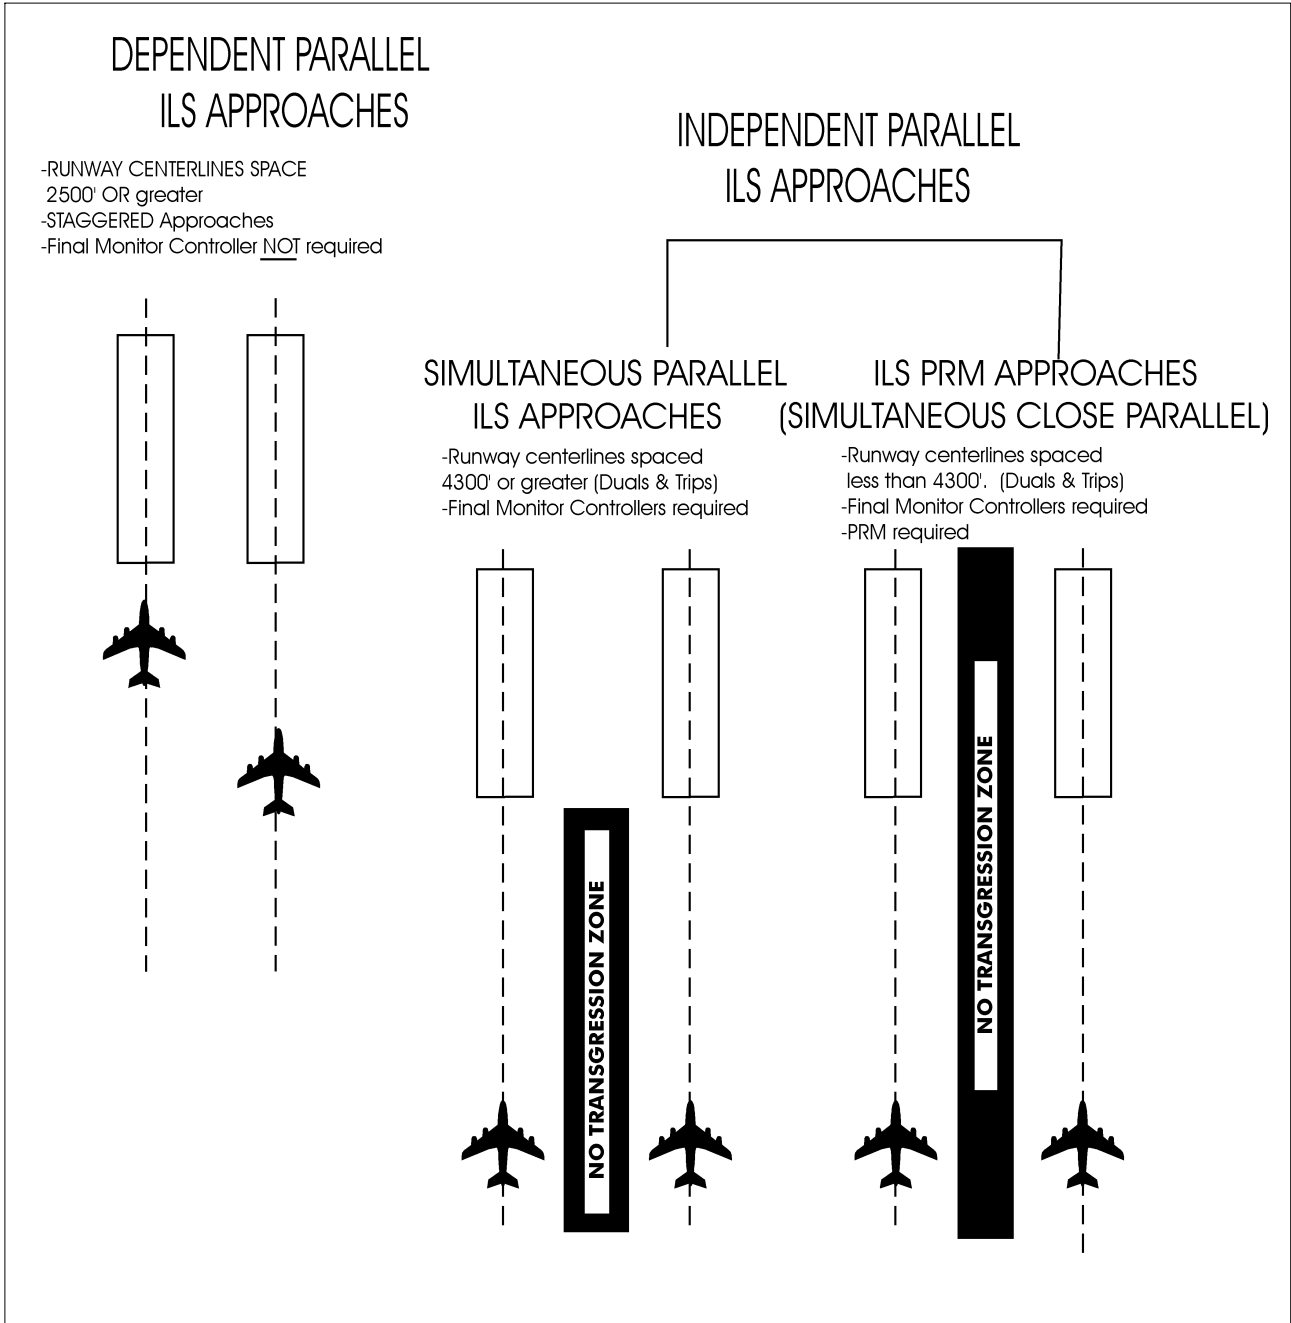 DEPENDENT PARALLEL
ILS APPROACHES
-RUNWAY CENTERLINES SPACE
2500' OR greater
-STAGGERED Approaches
-Final Monitor Controller NOT required
INDEPENDENT PARALLEL
ILS APPROACHES
SIMULTANEOUS PARALLEL
ILS APPROACHES
-Runway centerlines spaced
4300' or greater (Duals & Trips)
-Final Monitor Controllers required
NO TRANSGRESSION ZONE
ILS PRM APPROACHES
(SIMULTANEOUS CLOSE PARALLEL)
-Runway centerlines spaced
less than 4300'. (Duals & Trips)
-Final Monitor Controllers required
-PRM required
NO TRANSGRESSION ZONE